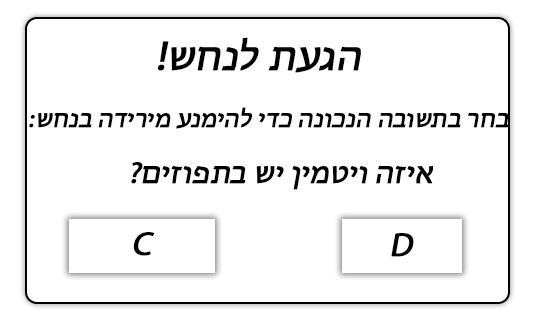 הגעת לנחש!
בחר בתשובה הנכונה כדי להימנע מירידה בנחש:
איזה ויטמין יש בתפוזים?
D
C